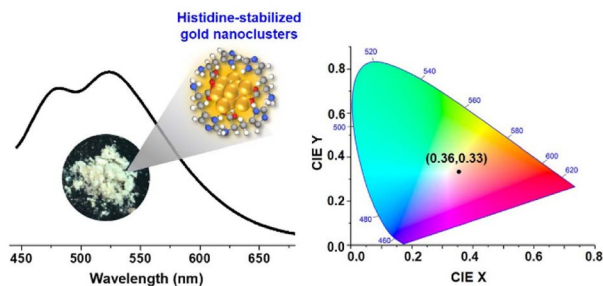 Histidine-stabilized
gold nanoclusters
450 500 550 600 650
Wavelength (nm)
CIE Y
0.8
0.6
0.4
0.2
0.0
0.0 0.2 0.4 0.6 0.8
CIE X
520
540
560
500
580
(0.36,0.33)
600
620
480
460